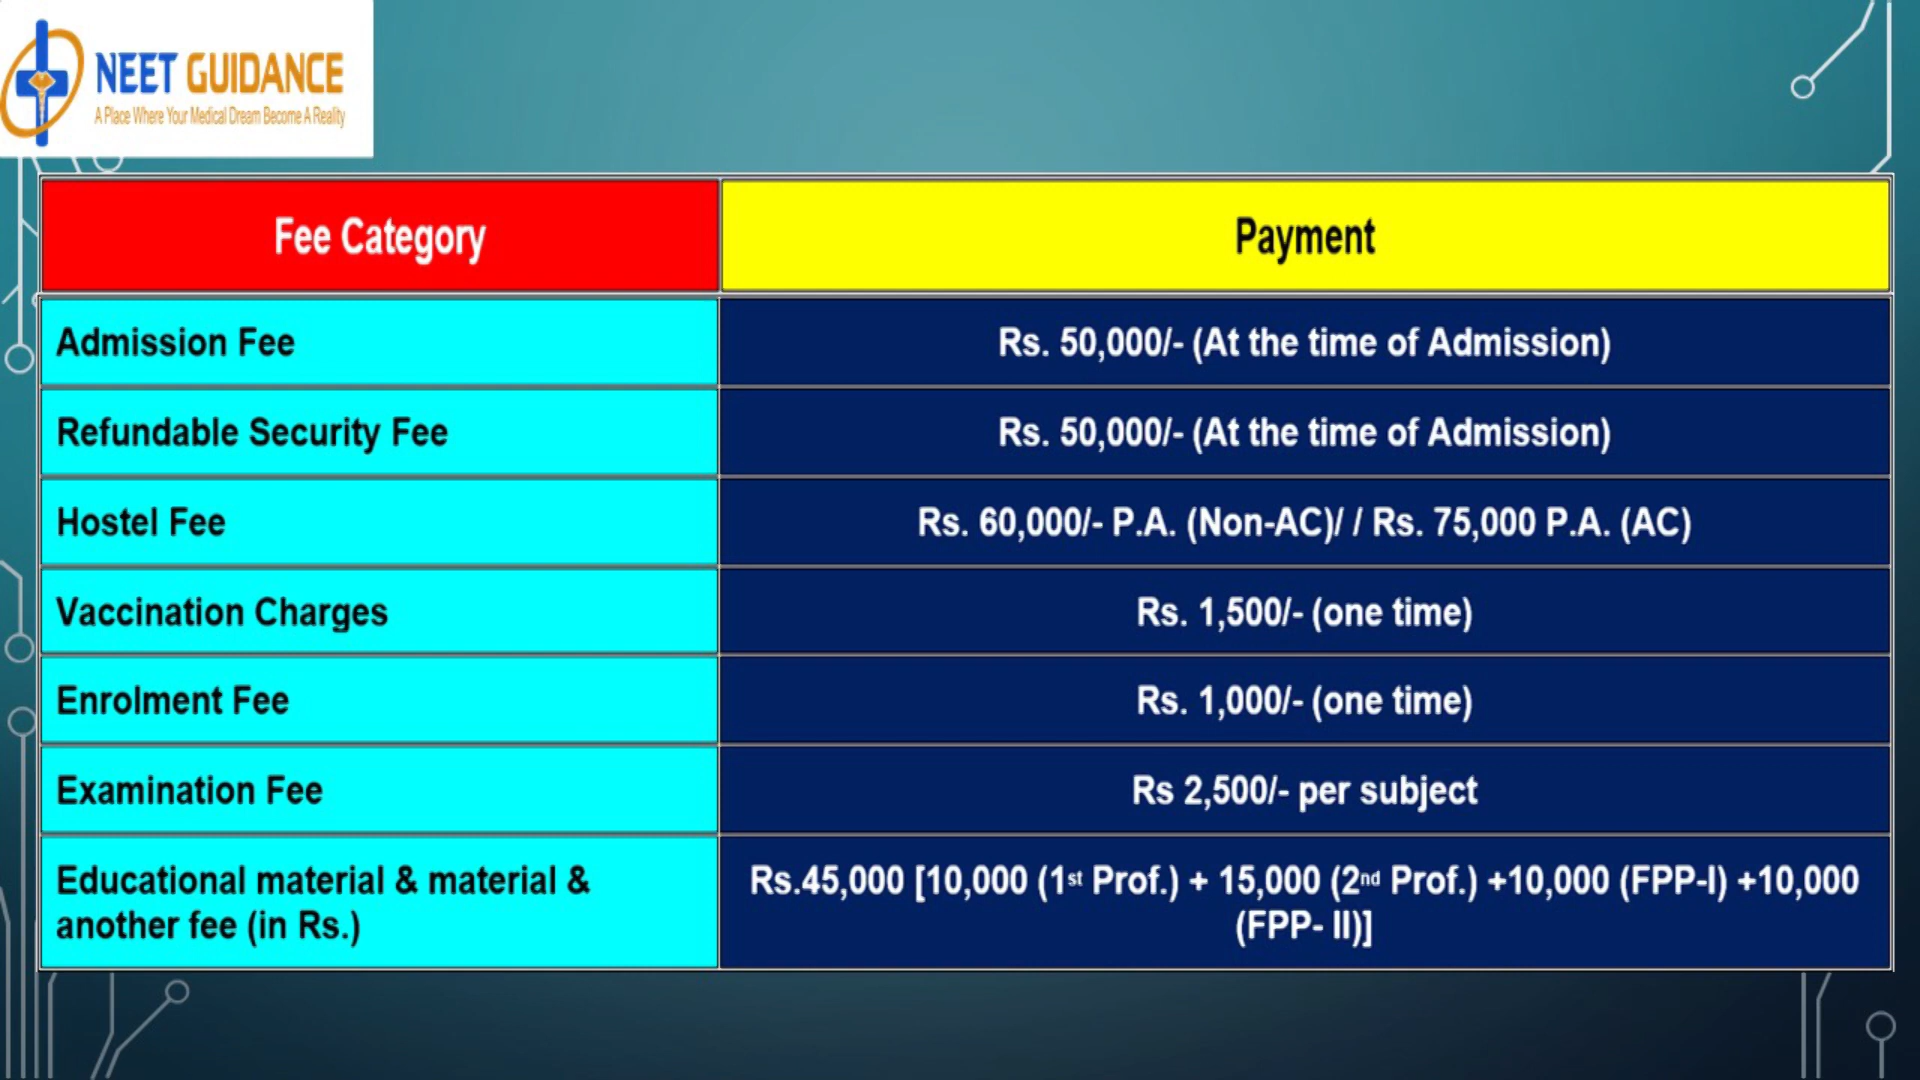 NEET GUIDANCE
A Place Where Your Medical Dream Become A Reality
Fee Category
Payment
Admission Fee
Rs. 50,000/- (At the time of Admission)
Refundable Security Fee
Rs. 50,000/- (At the time of Admission)
Hostel Fee
Rs. 60,000/- P.A. (Non-AC)/ / Rs. 75,000 P.A. (AC)
Vaccination Charges
Rs. 1,500/- (one time)
Enrolment Fee
Rs. 1,000/- (one time)
Examination Fee
Rs 2,500/- per subject
Educational material & material &
another fee (in Rs.)
Rs.45,000 [10,000 (1st Prof.) + 15,000 (2nd Prof.) +10,000 (FPP-I) +10,000
(FPP- II)]